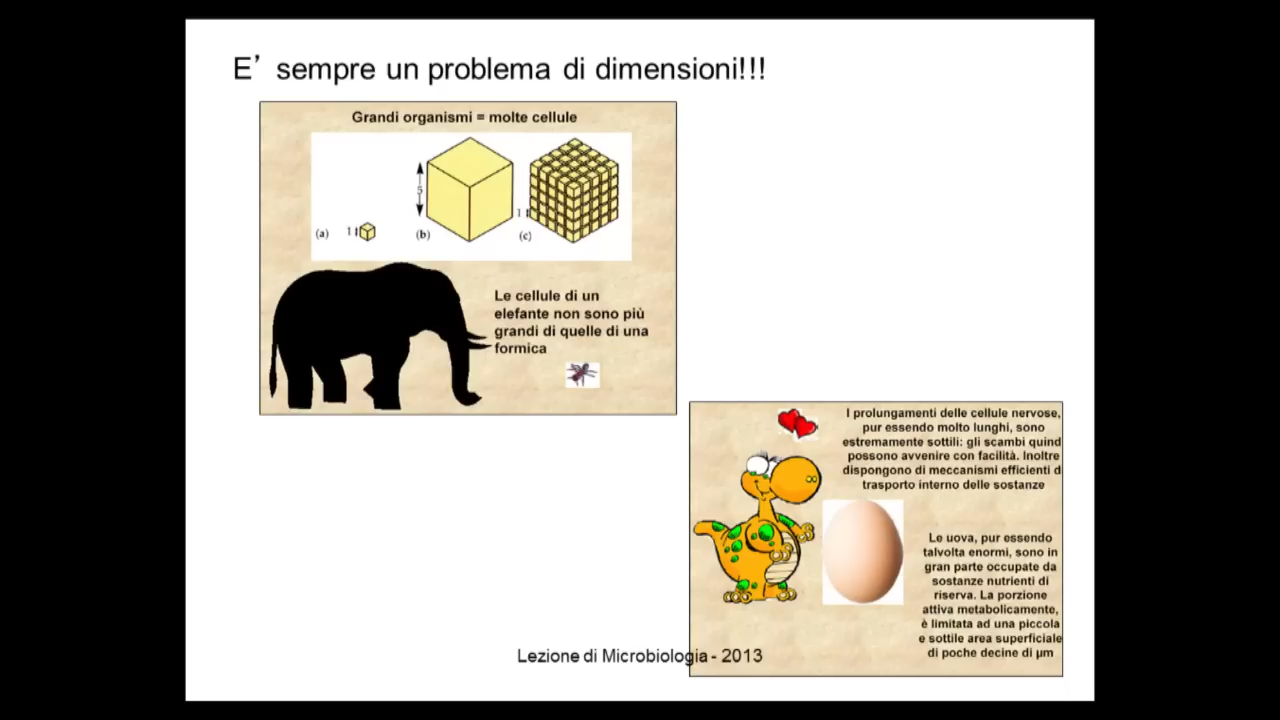 E’ sempre un problema di dimensioni!!!
Grandi organismi = molte cellule
5
1
(a)
1
(b)
(c)
Le cellule di un
elefante non sono più
grandi di quelle di una
formica
I prolungamenti delle cellule nervose,
pur essendo molto lunghi, sono
estremamente sottili: gli scambi quind
possono avvenire con facilità. Inoltre
dispongono di meccanismi efficienti d
trasporto interno delle sostanze
Le uova, pur essendo
talvolta enormi, sono in
gran parte occupate da
sostanze nutrienti di
riserva. La porzione
attiva metabolicamente,
è limitata ad una piccola
e sottile area superficiale
di poche decine di µm
Lezione di Microbiologia - 2013